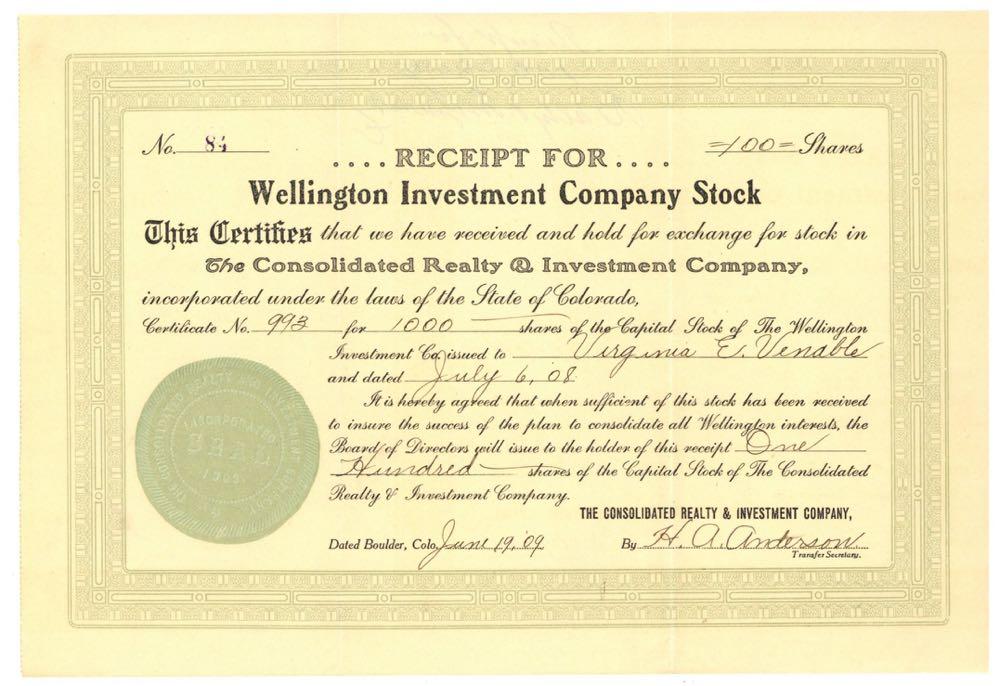 No. 84
=100= Shares
....RECEIPT FOR....
Wellington Investment Company Stock
This Certifies that we have received and hold for exchange for stock in
The Consolidated Realty & Investment Company,
incorporated under the laws of the State of Colorado,
Certificate No. 993 for 1000 shares of the Capital Stock of The Wellington
Investment Co. issued to Virginia E. Venable
and dated July 6, 08
It is hereby agreed that when sufficient of this stock has been received
to insure the success of the plan to consolidate all Wellington interests, the
Board of Directors will issue to the holder of this receipt One
Hundred shares of the Capital Stock of The Consolidated
Realty & Investment Company.
THE CONSOLIDATED REALTY & INVESTMENT COMPANY,
Dated Boulder, Colo. June 19, 09
By H. A. Anderson
Transfer Secretary.
INCORPORATED
SEAL